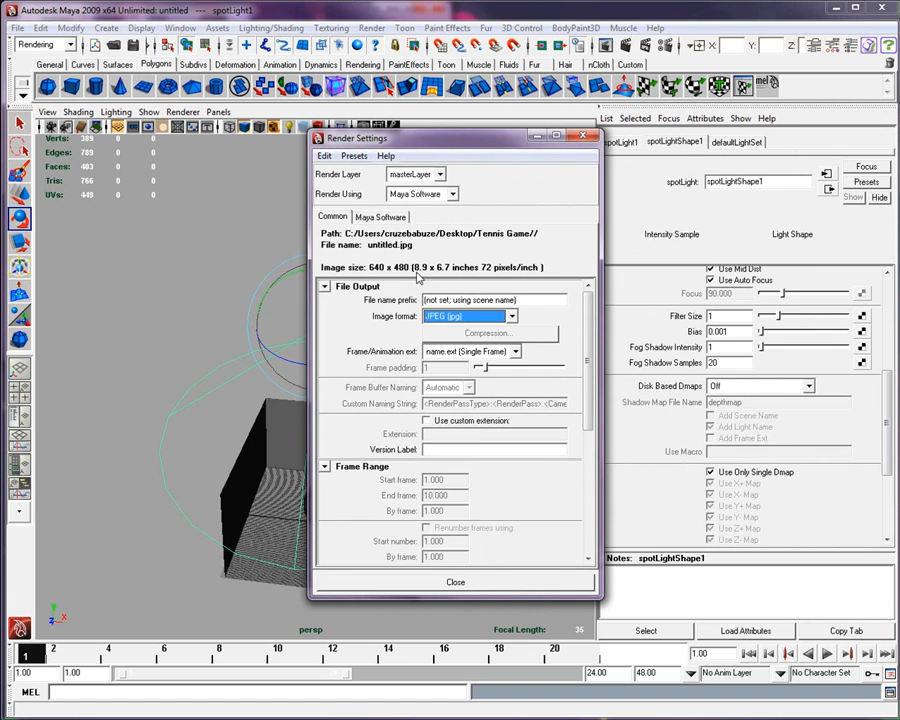 Autodesk Maya 2009 x64 Unlimited: untitled --- spotLight1
File Edit Modify Create Display Window Assets Lighting/Shading Texturing Render Toon Paint Effects Fur 3D Control BodyPaint3D Muscle Help
Rendering X: Y: Z:
General Curves Surfaces Polygons Subdivs Deformation Animation Dynamics Rendering PaintEffects Toon Muscle Fluids Fur Hair nCloth Custom
mel
View Shading Lighting Show Renderer Panels
List Selected Focus Attributes Show Help
Verts: 389 0 0
Edges: 789 0 0
Faces: 403 0 0
Tris: 766 0 0
UVs: 449 0 0
Render Settings
Edit Presets Help
Render Layer masterLayer
Render Using Maya Software
Common Maya Software
Path: C:/Users/cruzebabuze/Desktop/Tennis Game//
File name: untitled.jpg
Image size: 640 x 480 (8.9 x 6.7 inches 72 pixels/inch )
File Output
File name prefix: (not set; using scene name)
Image format: JPEG (jpg)
Compression...
Frame/Animation ext: name.ext (Single Frame)
Frame padding: 1
Frame Buffer Naming: Automatic
Custom Naming String: <RenderPassType>:<RenderPass>.<Came
Use custom extension:
Extension:
Version Label:
Frame Range
Start frame: 1.000
End frame: 10.000
By frame: 1.000
Renumber frames using:
Start number: 1.000
By frame: 1.000
Close
spotLightShape1 defaultLightSet
spotLight: spotLightShape1
Focus
Presets
Show Hide
Intensity Sample Light Shape
Use Mid Dist
Use Auto Focus
Focus 90.000
Filter Size 1
Bias 0.001
Fog Shadow Intensity 1
Fog Shadow Samples 20
Disk Based Dmaps Off
Shadow Map File Name depthmap
Add Scene Name
Add Light Name
Add Frame Ext
Use Macro
Use Only Single Dmap
Use X+ Map
Use X- Map
Use Y+ Map
Use Y- Map
Use Z+ Map
Use Z- Map
Notes: spotLightShape1
Select Load Attributes Copy Tab
persp
Focal Length: 35
1 2 4 6 8 10 12 14 16 18 20 22 1.00
1.00 1.00 24.00 48.00 No Anim Layer No Character Set
MEL